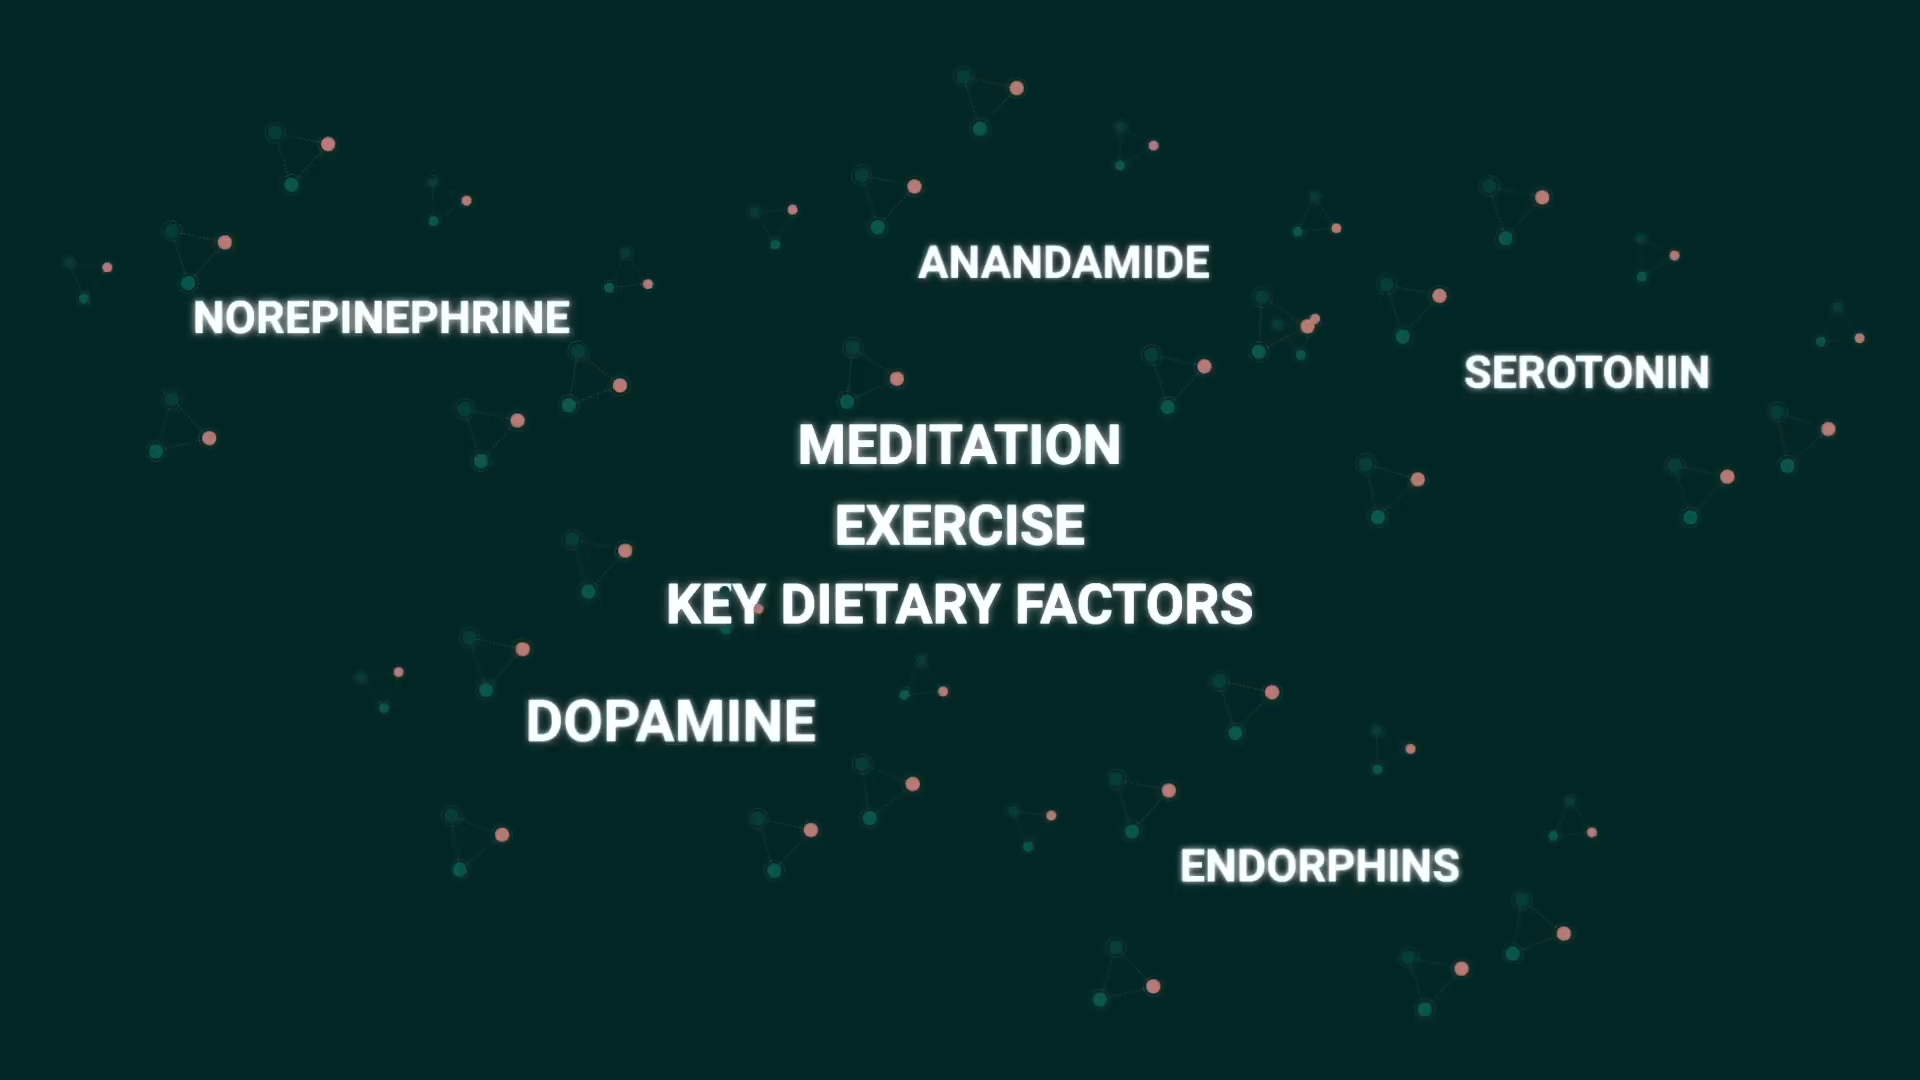 ANANDAMIDE
NOREPINEPHRINE
SEROTONIN
MEDITATION
EXERCISE
KEY DIETARY FACTORS
DOPAMINE
ENDORPHINS